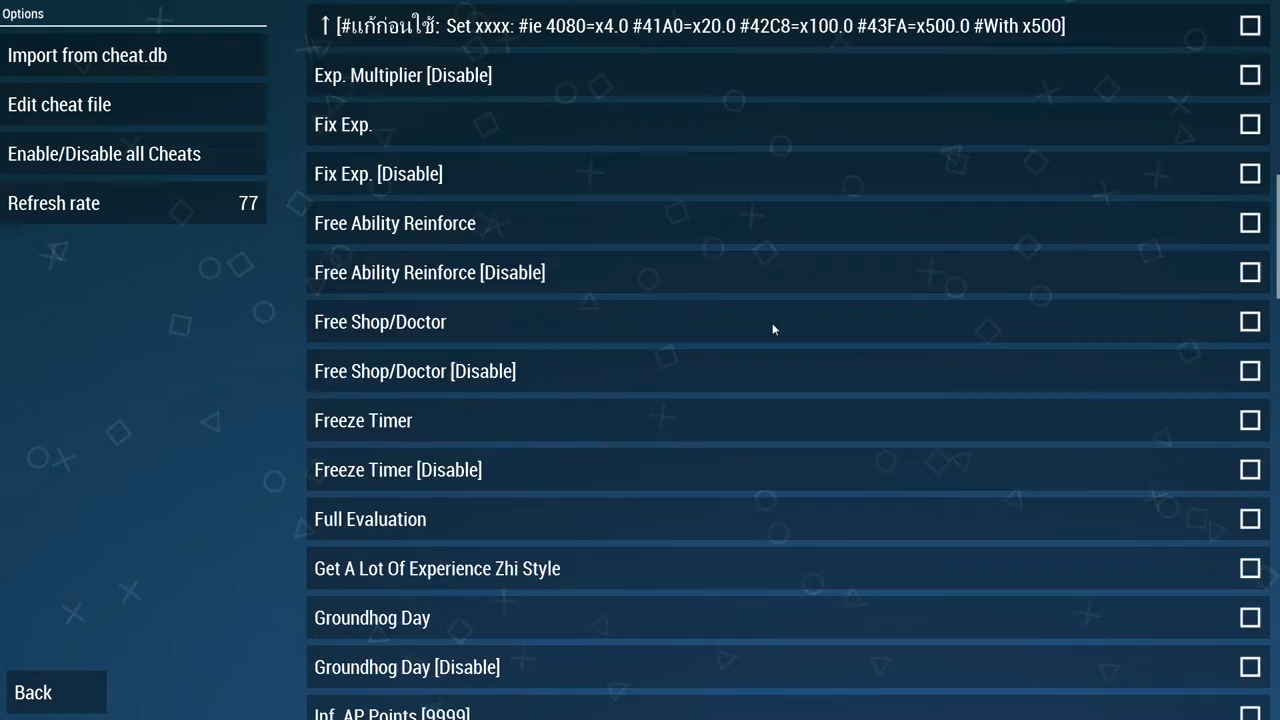 Options
Import from cheat.db
Edit cheat file
Enable/Disable all Cheats
Refresh rate 77
Back
↑ [#แก้ก่อนใช้: Set xxxx: #ie 4080=x4.0 #41A0=x20.0 #42C8=x100.0 #43FA=x500.0 #With x500]
Exp. Multiplier [Disable]
Fix Exp.
Fix Exp. [Disable]
Free Ability Reinforce
Free Ability Reinforce [Disable]
Free Shop/Doctor
Free Shop/Doctor [Disable]
Freeze Timer
Freeze Timer [Disable]
Full Evaluation
Get A Lot Of Experience Zhi Style
Groundhog Day
Groundhog Day [Disable]
Inf. AP Points [9999]